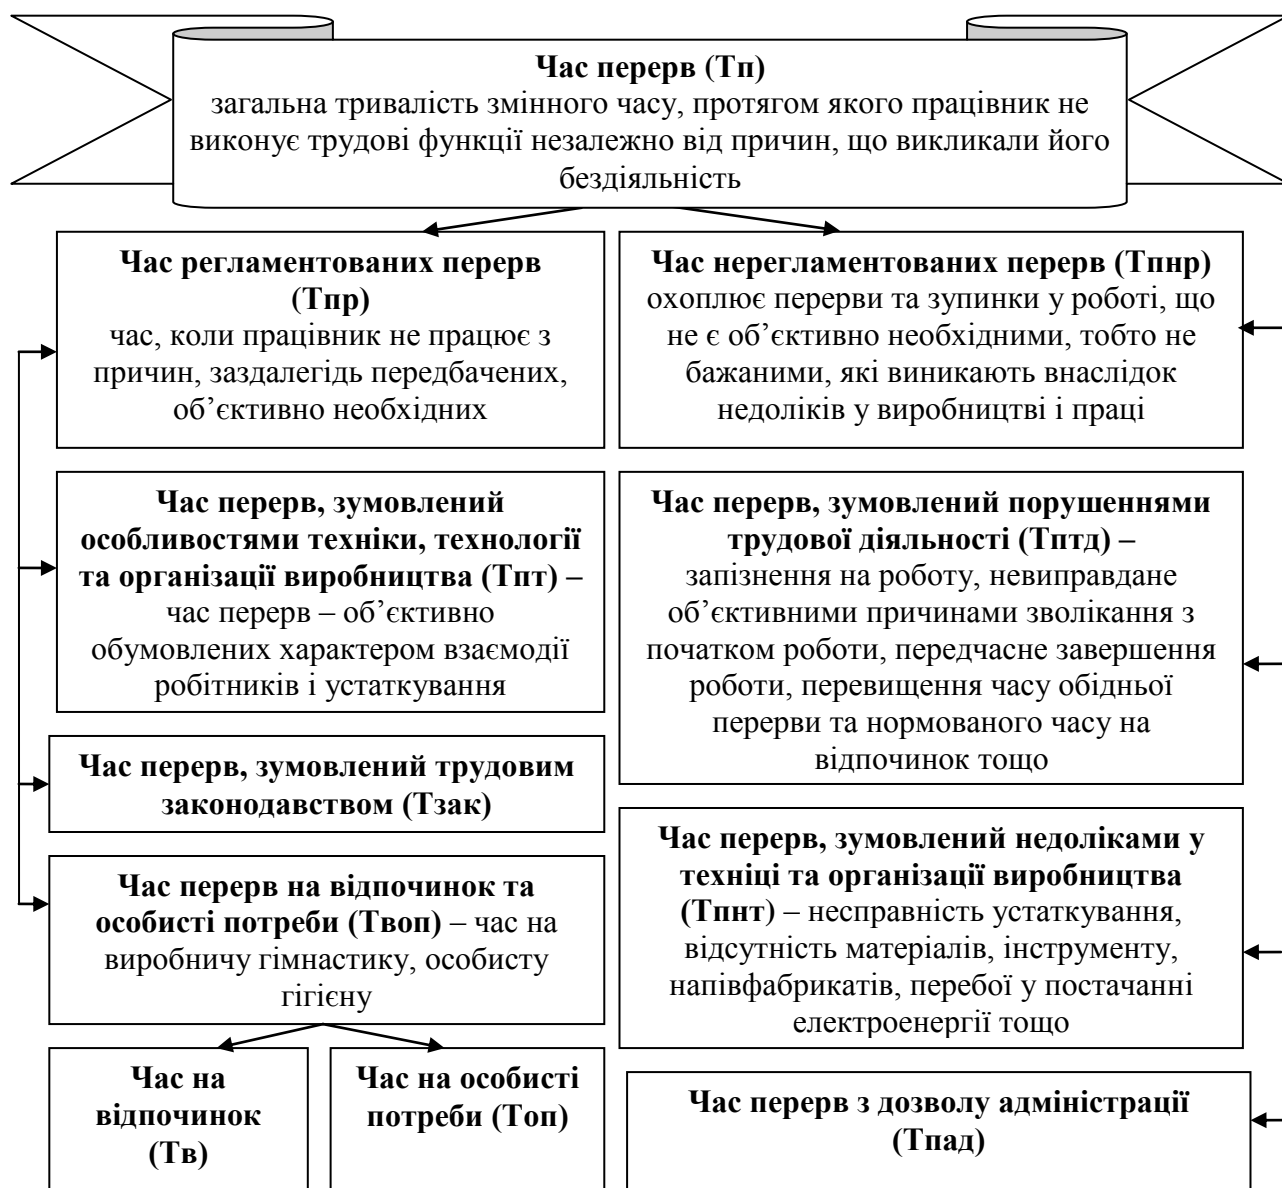 Час перерв (Тп)
загальна тривалість змінного часу, протягом якого працівник не
виконує трудові функції незалежно від причин, що викликали його
бездіяльність
Час регламентованих перерв
(Тпр)
час, коли працівник не працює з
причин, заздалегідь передбачених,
об’єктивно необхідних
Час нерегламентованих перерв (Тпнр)
охоплює перерви та зупинки у роботі, що
не є об’єктивно необхідними, тобто не
бажаними, які виникають внаслідок
недоліків у виробництві і праці
Час перерв, зумовлений
особливостями техніки, технології
та організації виробництва (Тпт) –
час перерв – об’єктивно
обумовлених характером взаємодії
робітників і устаткування
Час перерв, зумовлений порушеннями
трудової діяльності (Тптд) –
запізнення на роботу, невиправдане
об’єктивними причинами зволікання з
початком роботи, передчасне завершення
роботи, перевищення часу обідньої
перерви та нормованого часу на
відпочинок тощо
Час перерв, зумовлений трудовим
законодавством (Тзак)
Час перерв, зумовлений недоліками у
техніці та організації виробництва
(Тпнт) – несправність устаткування,
відсутність матеріалів, інструменту,
напівфабрикатів, перебої у постачанні
електроенергії тощо
Час перерв на відпочинок та
особисті потреби (Твоп) – час на
виробничу гімнастику, особисту
гігієну
Час на
відпочинок
(Тв)
Час на особисті
потреби (Топ)
Час перерв з дозволу адміністрації
(Тпад)